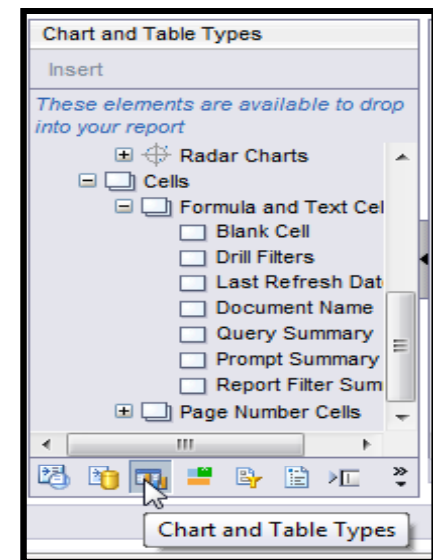 Chart and Table Types
Insert
These elements are available to drop
into your report
Radar Charts
Cells
Formula and Text Cel
Blank Cell
Drill Filters
Last Refresh Dat
Document Name
Query Summary
Prompt Summary
Report Filter Sum
Page Number Cells
Chart and Table Types